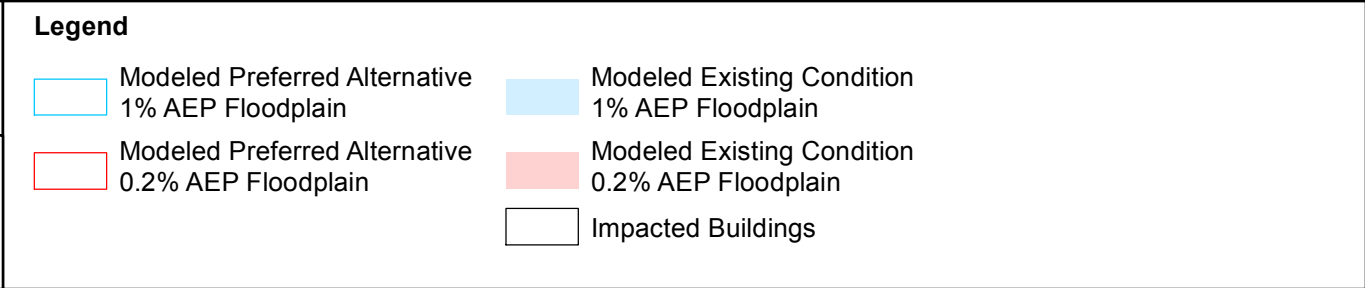 Legend
Modeled Preferred Alternative
1% AEP Floodplain
Modeled Preferred Alternative
0.2% AEP Floodplain
Modeled Existing Condition
1% AEP Floodplain
Modeled Existing Condition
0.2% AEP Floodplain
Impacted Buildings